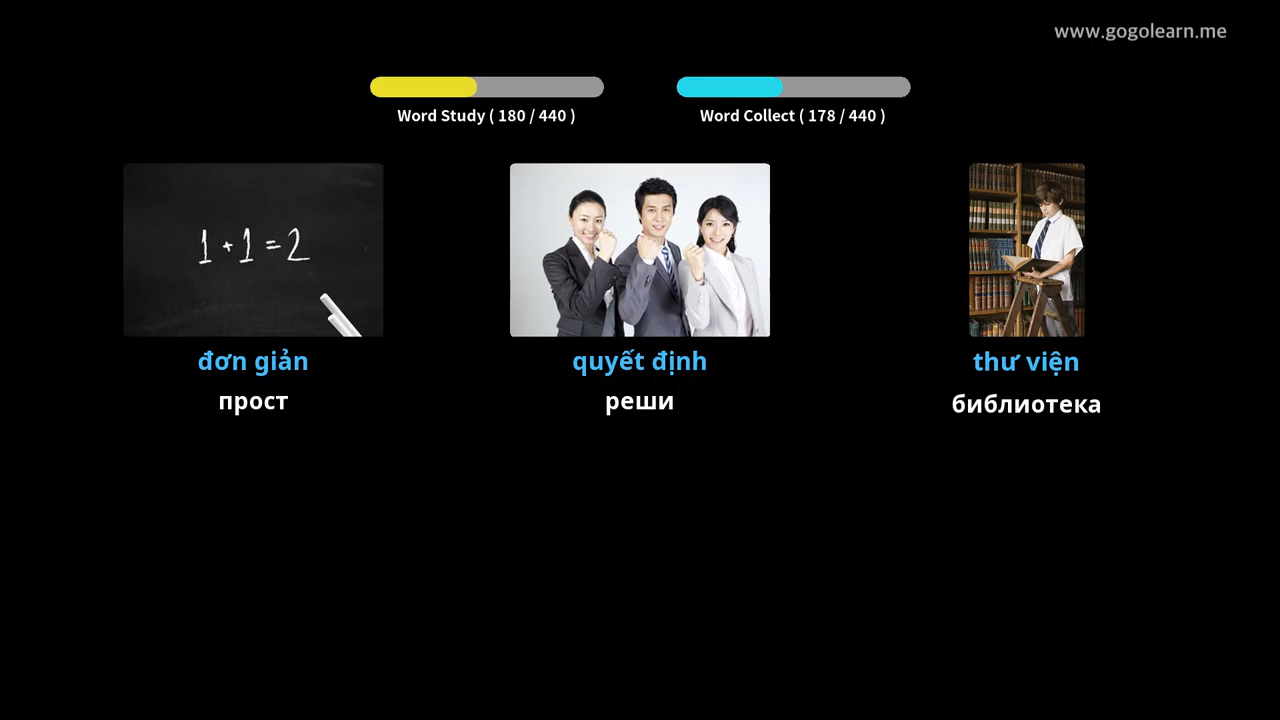 www.gogolearn.me
Word Study ( 180 / 440 )
Word Collect ( 178 / 440 )
1 + 1 = 2
đơn giản
quyết định
thư viện
прост
реши
библиотека